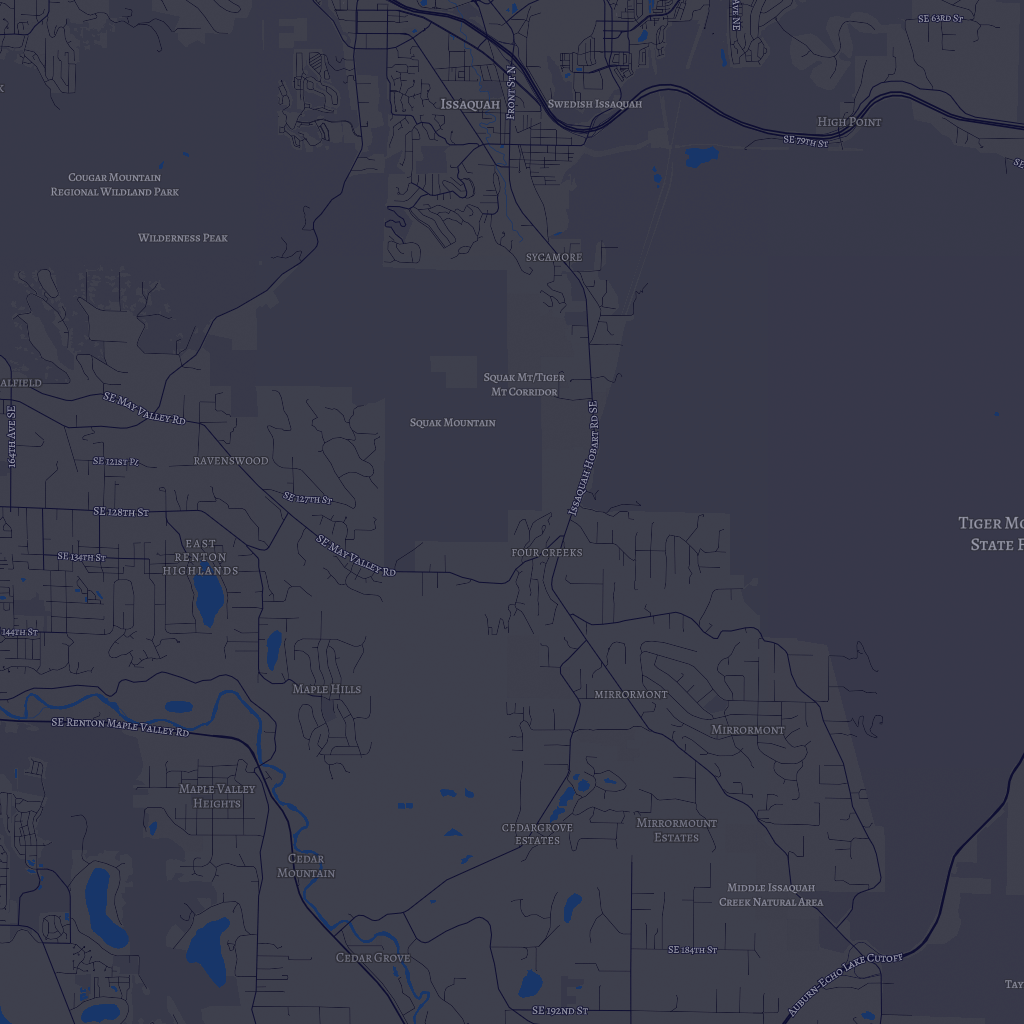 SE 63rd St
Ave NE
Issaquah
Front St N
Swedish Issaquah
High Point
SE 79th St
Cougar Mountain
Regional Wildland Park
Wilderness Peak
SYCAMORE
Squak Mt/Tiger
Mt Corridor
Squak Mountain
Issaquah Hobart Rd SE
ALFIELD
SE May Valley Rd
164th Ave SE
SE 121st Pl
RAVENSWOOD
SE 127th St
SE 128th St
SE May Valley Rd
EAST
RENTON
HIGHLANDS
SE 134th St
FOUR CREEKS
Tiger Mo
State F
144th St
Maple Hills
MIRRORMONT
Mirrormont
SE Renton Maple Valley Rd
Maple Valley
Heights
CEDARGROVE
ESTATES
Mirrormount
Estates
Cedar
Mountain
Middle Issaquah
Creek Natural Area
Cedar Grove
SE 184th St
Auburn-Echo Lake Cutoff
Tay
SE 192nd St